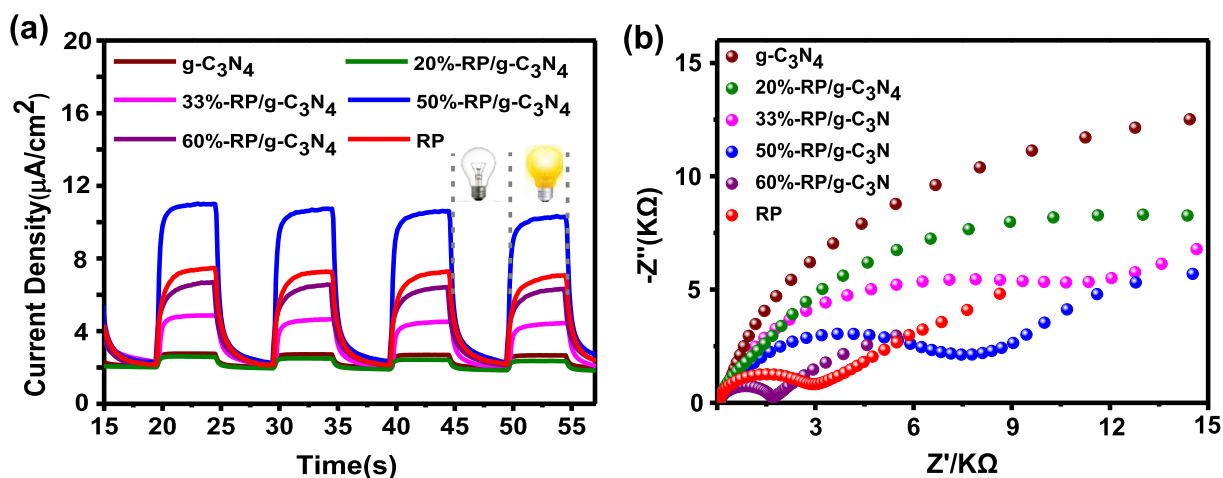 (a)
20
16
12
8
4
0
Current Density(μA/cm²)
g-C₃N₄
20%-RP/g-C₃N₄
33%-RP/g-C₃N₄
50%-RP/g-C₃N₄
60%-RP/g-C₃N₄
RP
15 20 25 30 35 40 45 50 55
Time(s)
(b)
15
10
5
0
-Z''(KΩ)
g-C₃N₄
20%-RP/g-C₃N₄
33%-RP/g-C₃N
50%-RP/g-C₃N
60%-RP/g-C₃N
RP
3 6 9 12 15
Z'/KΩ